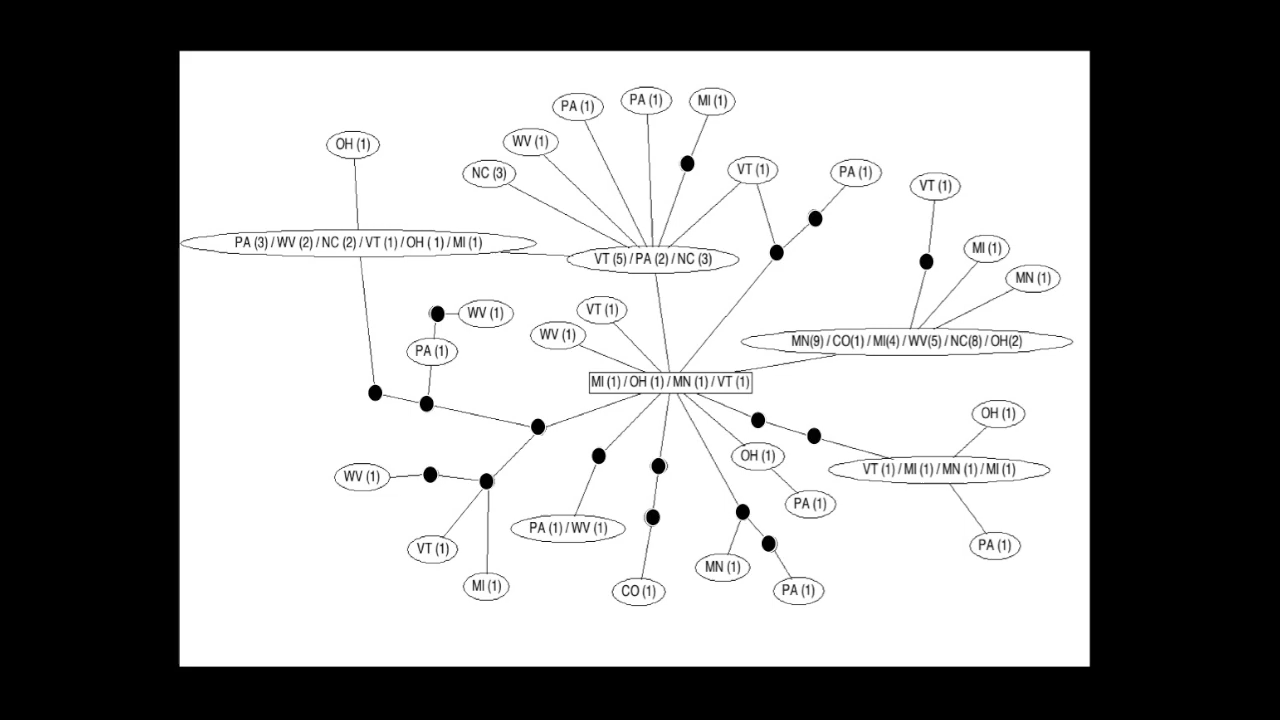 PA (1)
MI (1)
PA (1)
WV (1)
OH (1)
VT (1)
PA (1)
NC (3)
VT (1)
PA (3) / WV (2) / NC (2) / VT (1) / OH ( 1) / MI (1)
MI (1)
VT (5) / PA (2) / NC (3)
MN (1)
VT (1)
WV (1)
WV (1)
MN(9) / CO(1) / MI(4) / WV(5) / NC(8) / OH(2)
PA (1)
MI (1) / OH (1) / MN (1) / VT (1)
OH (1)
OH (1)
VT (1) / MI (1) / MN (1) / MI (1)
WV (1)
PA (1)
PA (1) / WV (1)
PA (1)
VT (1)
MN (1)
MI (1)
CO (1)
PA (1)